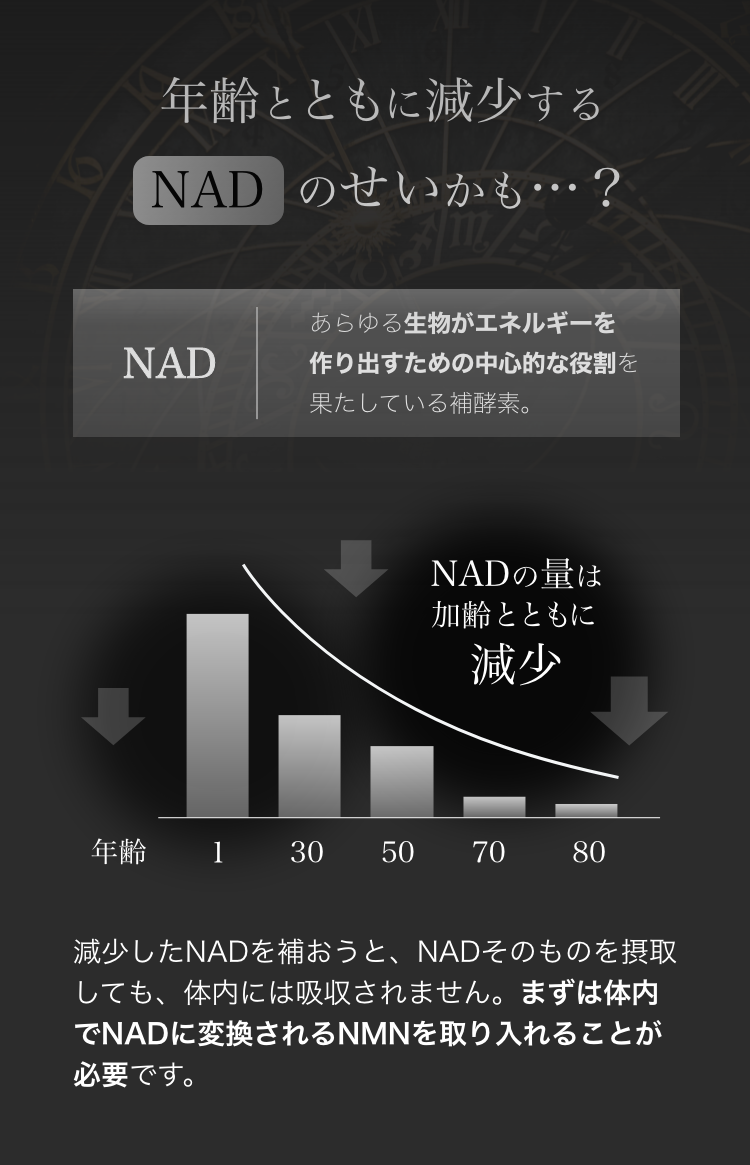 年齢とともに減少する
NAD のせいかも…？
NAD
あらゆる生物がエネルギーを
作り出すための中心的な役割を
果たしている補酵素。
NADの量は
加齢とともに
減少
年齢 1 30 50 70 80
減少したNADを補おうと、NADそのものを摂取
しても、体内には吸収されません。まずは体内
でNADに変換されるNMNを取り入れることが
必要です。